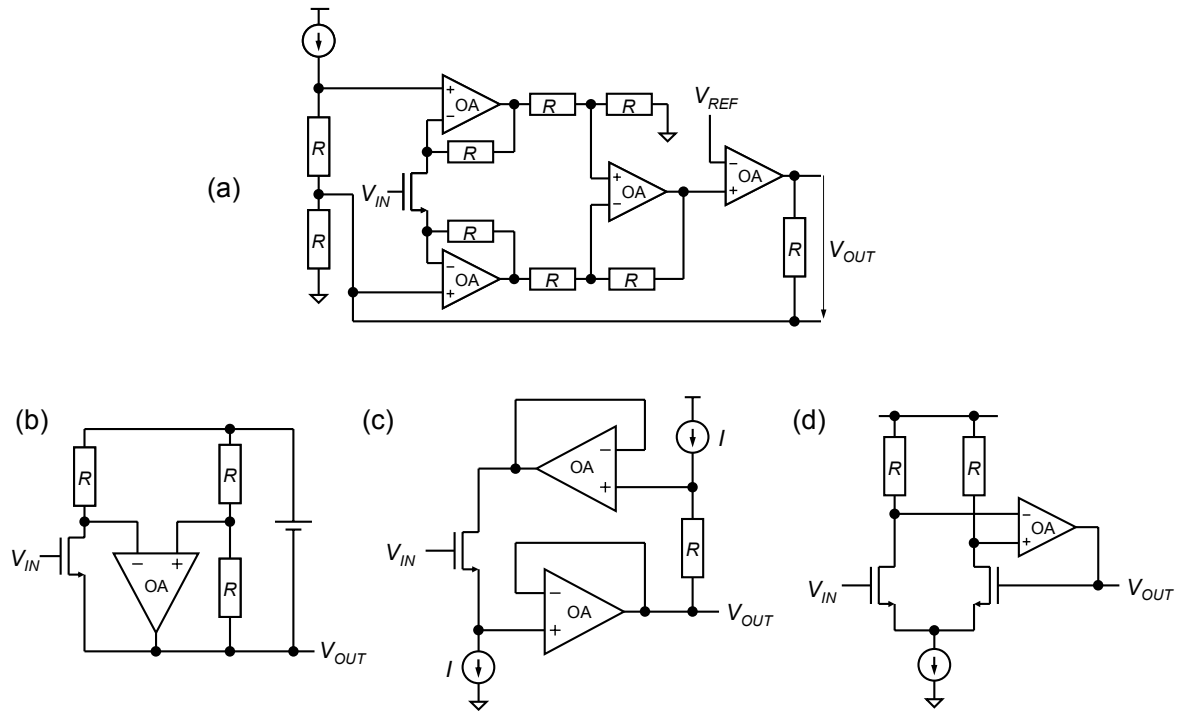 (a)
R
R
V_IN
+
−
OA
R
R
R
−
+
OA
R
R
R
+
−
OA
V_REF
−
+
OA
R
V_OUT
(b)
R
R
V_IN
− +
OA
R
V_OUT
(c)
OA
−
+
I
R
V_IN
−
+
OA
V_OUT
I
(d)
R
R
−
+
OA
V_IN
V_OUT